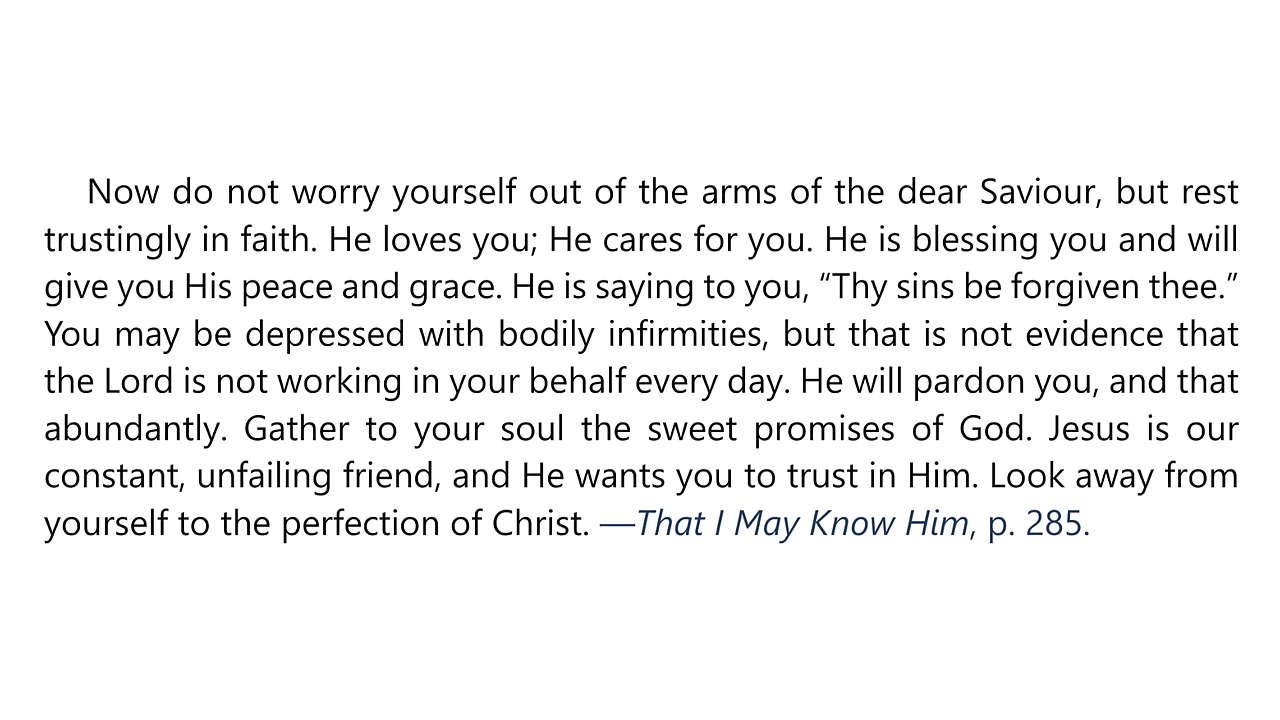 Now do not worry yourself out of the arms of the dear Saviour, but rest
trustingly in faith. He loves you; He cares for you. He is blessing you and will
give you His peace and grace. He is saying to you, “Thy sins be forgiven thee.”
You may be depressed with bodily infirmities, but that is not evidence that
the Lord is not working in your behalf every day. He will pardon you, and that
abundantly. Gather to your soul the sweet promises of God. Jesus is our
constant, unfailing friend, and He wants you to trust in Him. Look away from
yourself to the perfection of Christ. —That I May Know Him, p. 285.